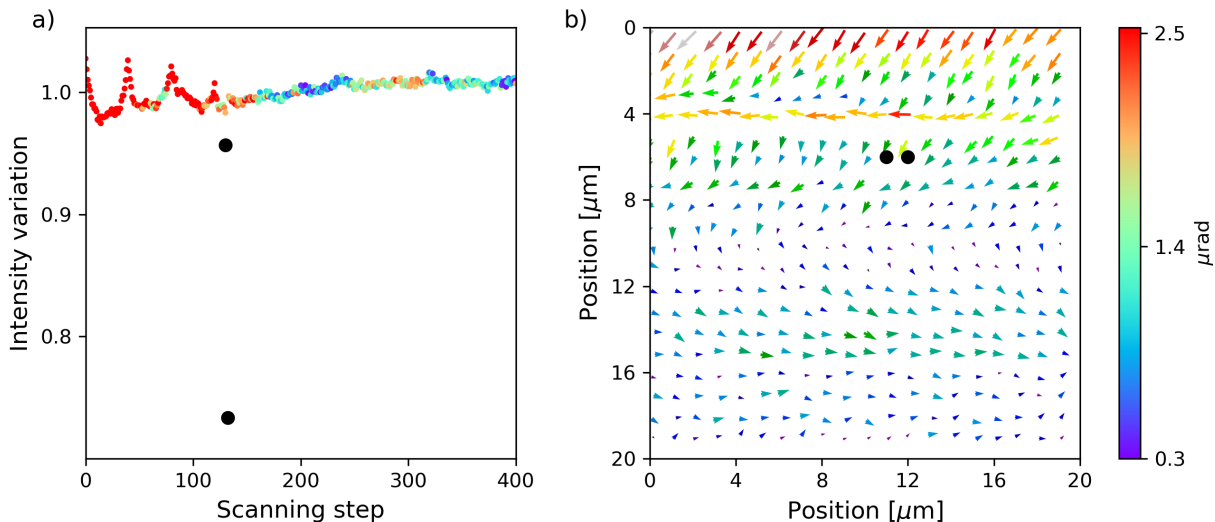 a)
Intensity variation
1.0
0.9
0.8
0 100 200 300 400
Scanning step
b)
Position [μm]
0
4
8
12
16
20
0 4 8 12 16 20
Position [μm]
2.5
1.4
0.3
μrad